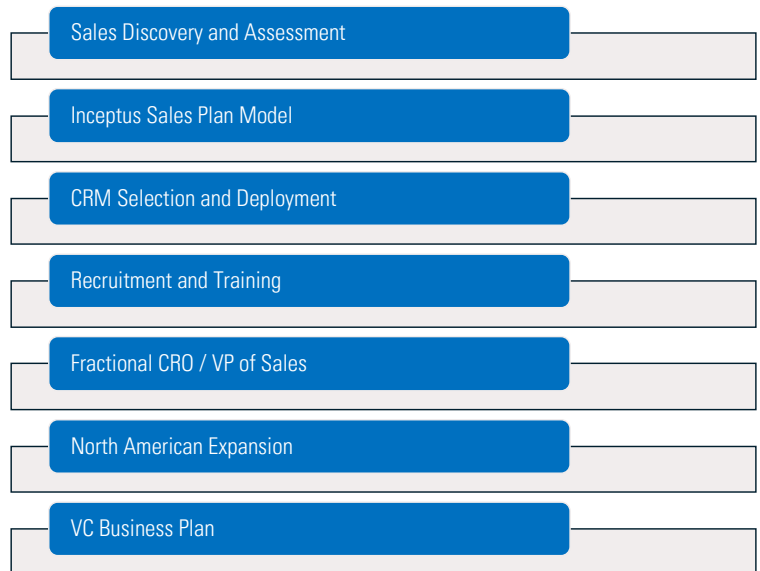 Sales Discovery and Assessment
Inceptus Sales Plan Model
CRM Selection and Deployment
Recruitment and Training
Fractional CRO / VP of Sales
North American Expansion
VC Business Plan